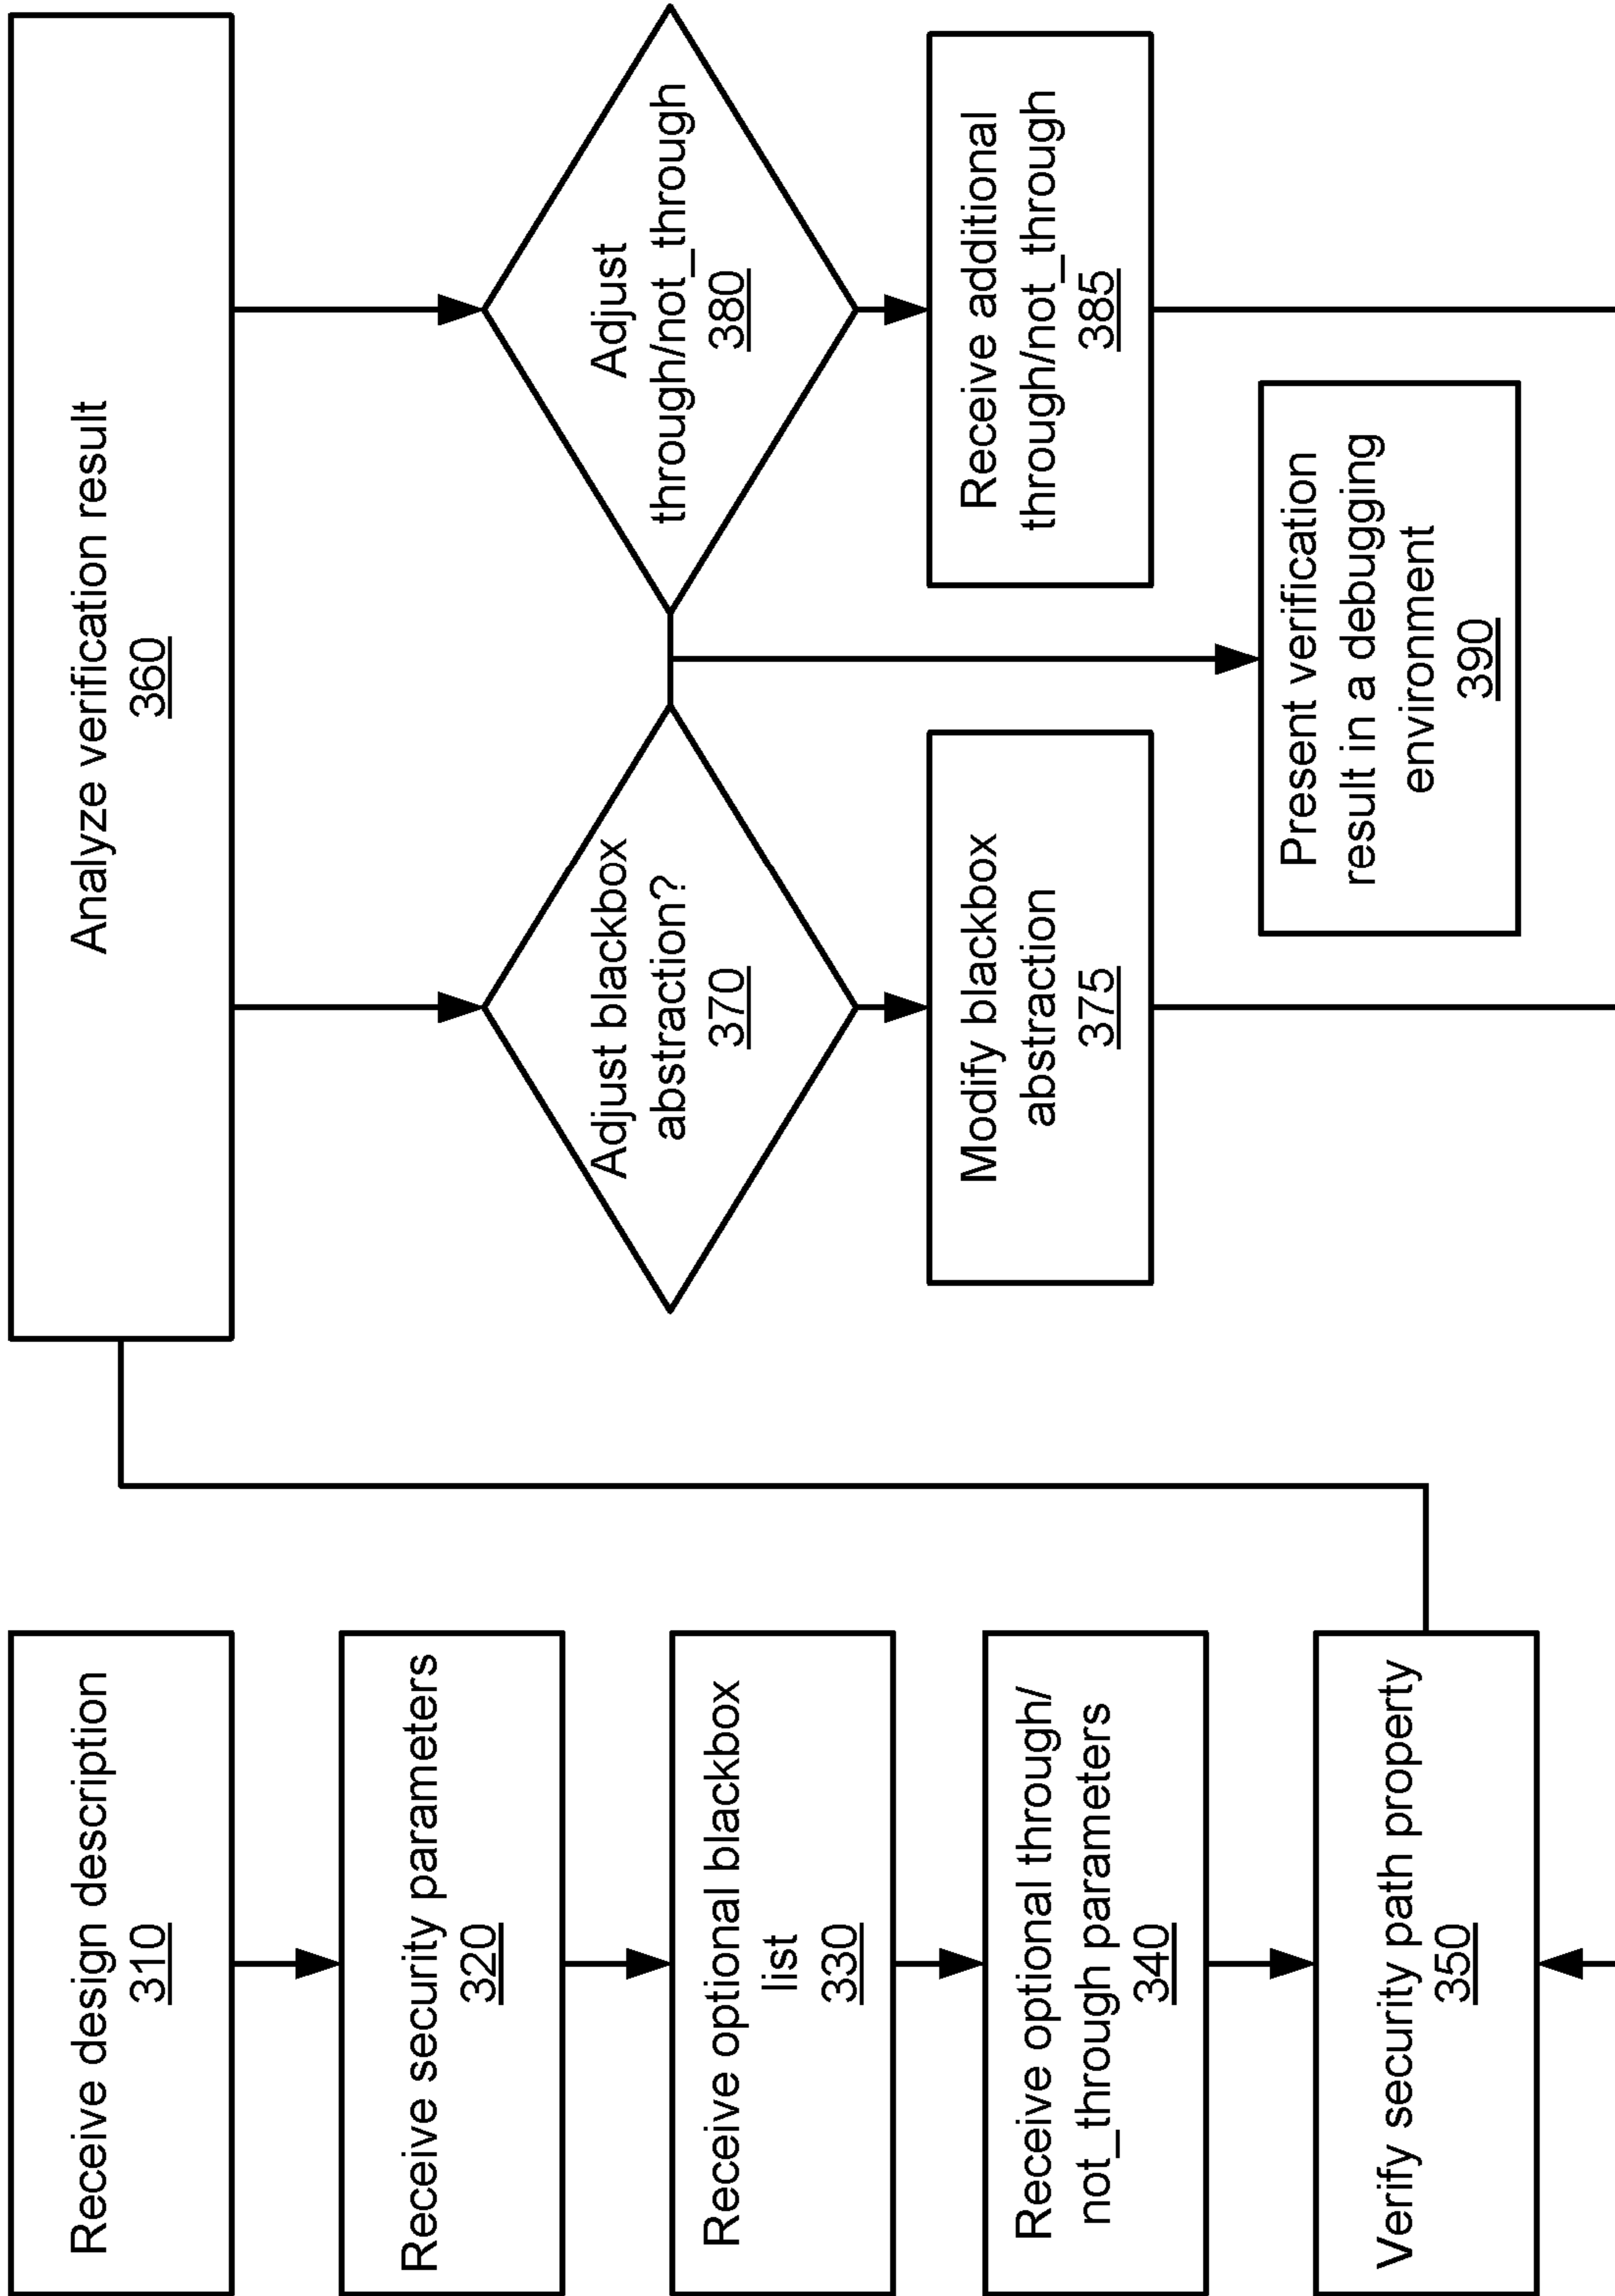 Receive design description
310
Receive security parameters
320
Receive optional blackbox
list
330
Receive optional through/
not_through parameters
340
Verify security path property
350
Analyze verification result
360
Adjust blackbox
abstraction?
370
Modify blackbox
abstraction
375
Adjust
through/not_through
380
Receive additional
through/not_through
385
Present verification
result in a debugging
environment
390